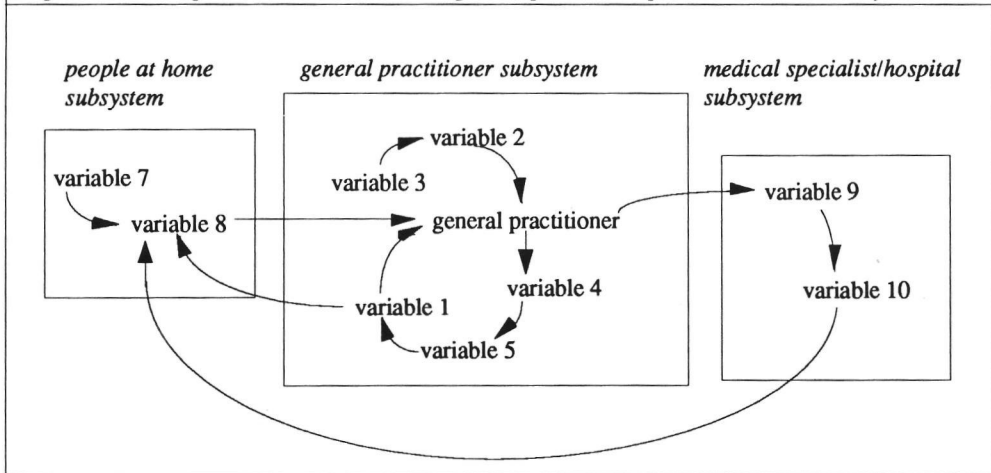 people at home
subsystem
general practitioner subsystem
medical specialist/hospital
subsystem
variable 2
variable 7
variable 3
variable 9
variable 8
general practitioner
variable 4
variable 10
variable 1
variable 5